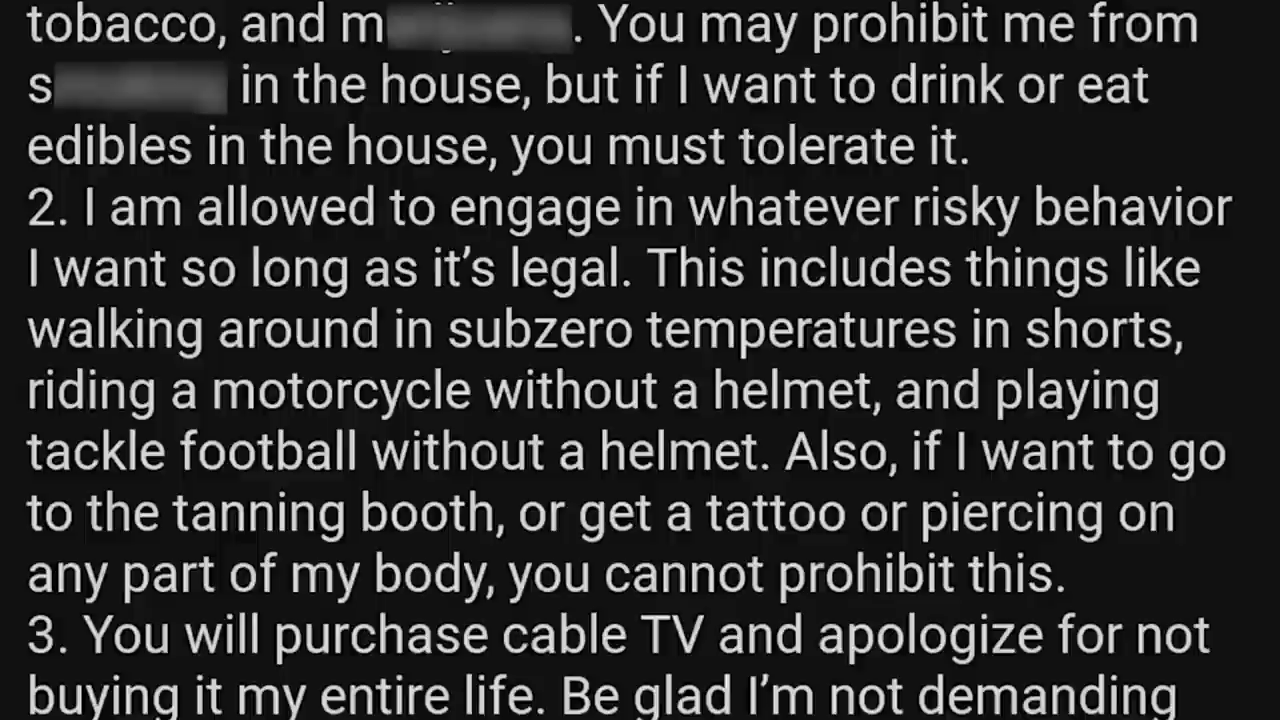 tobacco, and m . You may prohibit me from
s in the house, but if I want to drink or eat
edibles in the house, you must tolerate it.
2. I am allowed to engage in whatever risky behavior
I want so long as it’s legal. This includes things like
walking around in subzero temperatures in shorts,
riding a motorcycle without a helmet, and playing
tackle football without a helmet. Also, if I want to go
to the tanning booth, or get a tattoo or piercing on
any part of my body, you cannot prohibit this.
3. You will purchase cable TV and apologize for not
buying it my entire life. Be glad I’m not demanding